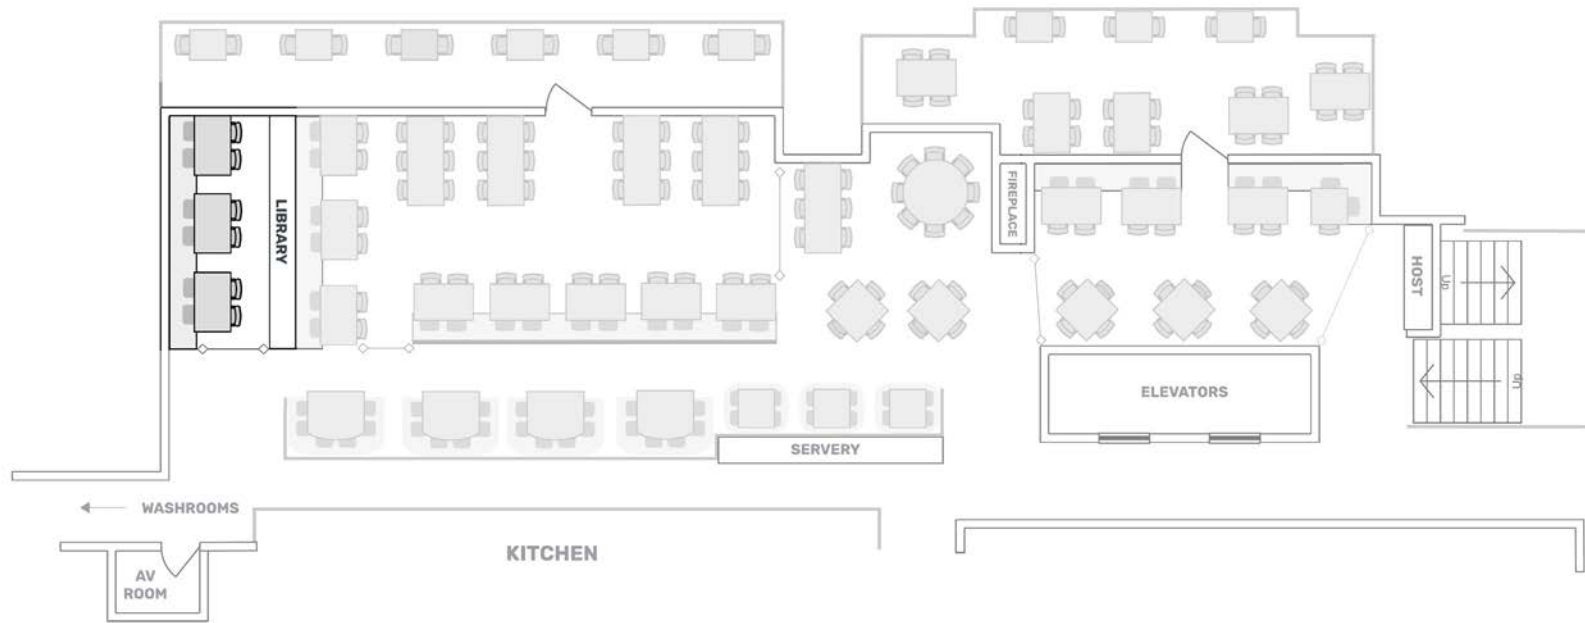 LIBRARY
FIREPLACE
HOST
Up
Up
ELEVATORS
SERVERY
WASHROOMS
KITCHEN
AV
ROOM